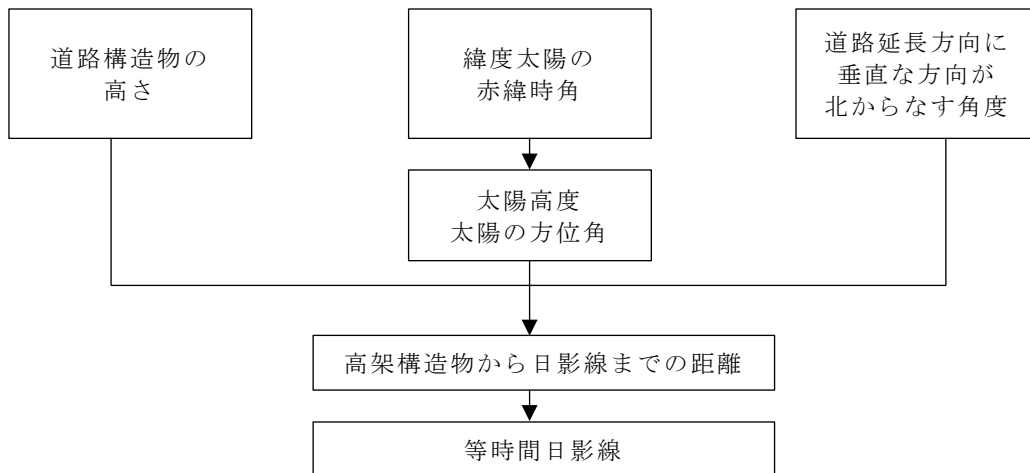 道路構造物の
高さ
緯度太陽の
赤緯時角
道路延長方向に
垂直な方向が
北からなす角度
太陽高度
太陽の方位角
高架構造物から日影線までの距離
等時間日影線